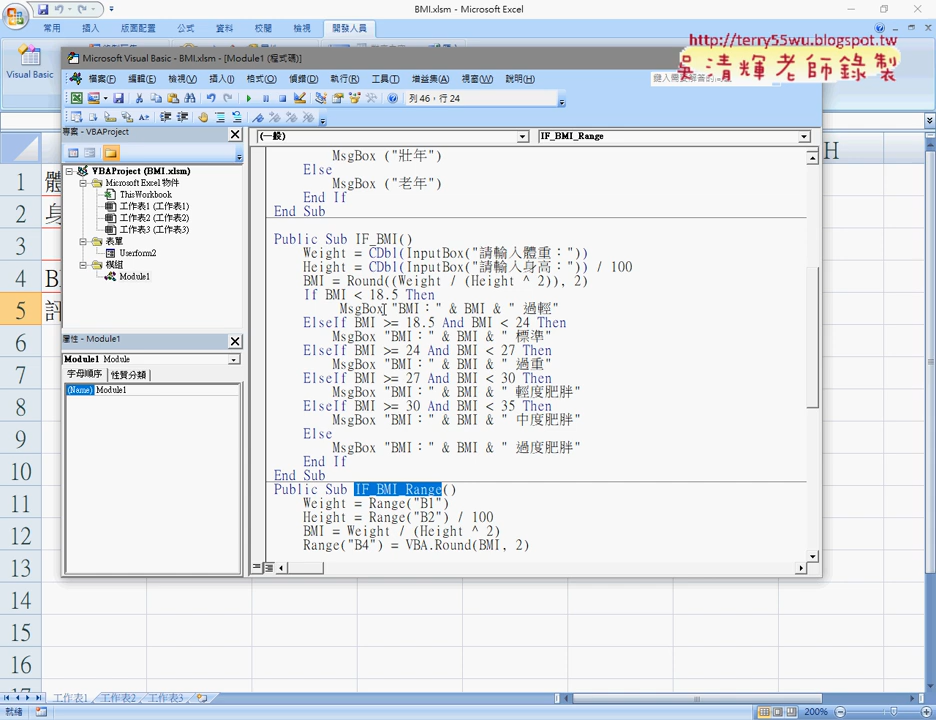 BMI.xlsm - Microsoft Excel
常用 插入 版面配置 公式 資料 校閱 檢視 開發人員
http://terry55wu.blogspot.tw
吳清輝老師錄製
Visual Basic
Microsoft Visual Basic - BMI.xlsm - [Module1 (程式碼)]
檔案(F) 編輯(E) 檢視(V) 插入(I) 格式(O) 偵錯(D) 執行(R) 工具(T) 增益集(A) 視窗(W) 說明(H)
列 46，行 24
專案 - VBAProject
(一般) IF_BMI_Range
VBAProject (BMI.xlsm)
Microsoft Excel 物件
ThisWorkbook
工作表1 (工作表1)
工作表2 (工作表2)
工作表3 (工作表3)
表單
Userform2
模組
Module1
屬性 - Module1
Module1 Module
字母順序 性質分類
(Name) Module1
MsgBox ("壯年")
Else
MsgBox ("老年")
End If
End Sub
Public Sub IF_BMI()
Weight = CDbl(InputBox("請輸入體重："))
Height = CDbl(InputBox("請輸入身高：")) / 100
BMI = Round((Weight / (Height ^ 2)), 2)
If BMI < 18.5 Then
MsgBox "BMI：" & BMI & " 過輕"
ElseIf BMI >= 18.5 And BMI < 24 Then
MsgBox "BMI：" & BMI & " 標準"
ElseIf BMI >= 24 And BMI < 27 Then
MsgBox "BMI：" & BMI & " 過重"
ElseIf BMI >= 27 And BMI < 30 Then
MsgBox "BMI：" & BMI & " 輕度肥胖"
ElseIf BMI >= 30 And BMI < 35 Then
MsgBox "BMI：" & BMI & " 中度肥胖"
Else
MsgBox "BMI：" & BMI & " 過度肥胖"
End If
End Sub
Public Sub IF_BMI_Range()
Weight = Range("B1")
Height = Range("B2") / 100
BMI = Weight / (Height ^ 2)
Range("B4") = VBA.Round(BMI, 2)
H
1 體
2 身
3
4 B
5 評
6
7
8
9
10
11
12
13
14
15
16
工作表1 工作表2 工作表3
就緒 200%